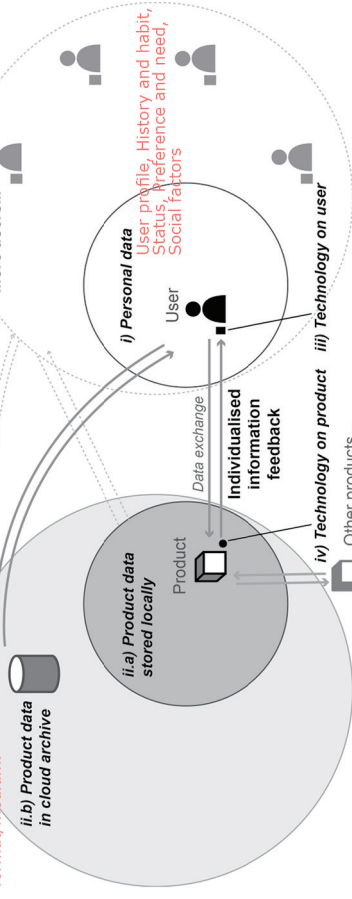 User profile, History and habit,
Status, Preference and need,
Social factors
i) Personal data
User
iii) Technology on user
Data exchange
Individualised
information
feedback
iv) Technology on product
Product
ii.a) Product data
stored locally
Other products
ii.b) Product data
in cloud archive